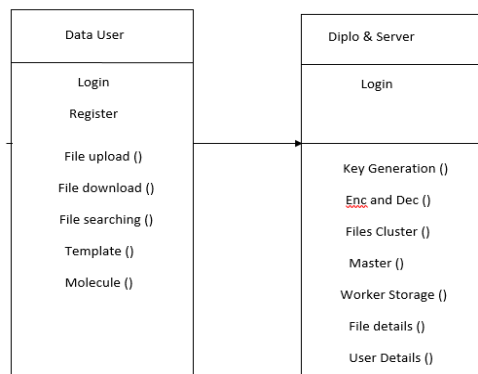 Data User
Login
Register
File upload ()
File download ()
File searching ()
Template ()
Molecule ()
Diplo & Server
Login
Key Generation ()
Enc and Dec ()
Files Cluster ()
Master ()
Worker Storage ()
File details ()
User Details ()